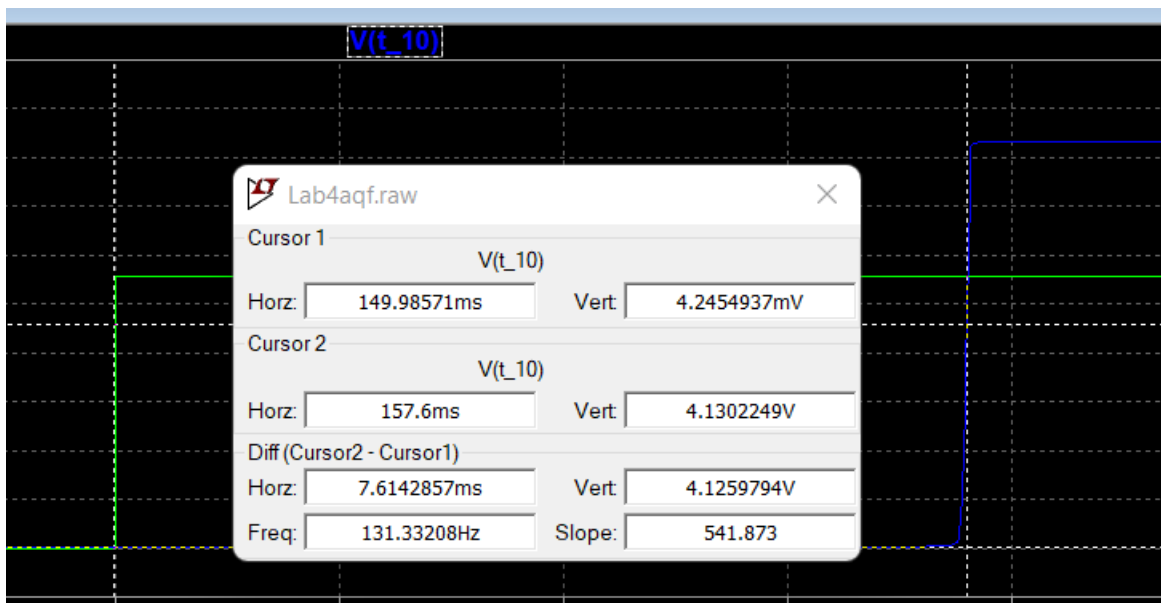 V(t_10)
Lab4aqf.raw
Cursor 1
V(t_10)
Horz: 149.98571ms Vert: 4.2454937mV
Cursor 2
V(t_10)
Horz: 157.6ms Vert: 4.1302249V
Diff (Cursor2 - Cursor1)
Horz: 7.6142857ms Vert: 4.1259794V
Freq: 131.33208Hz Slope: 541.873